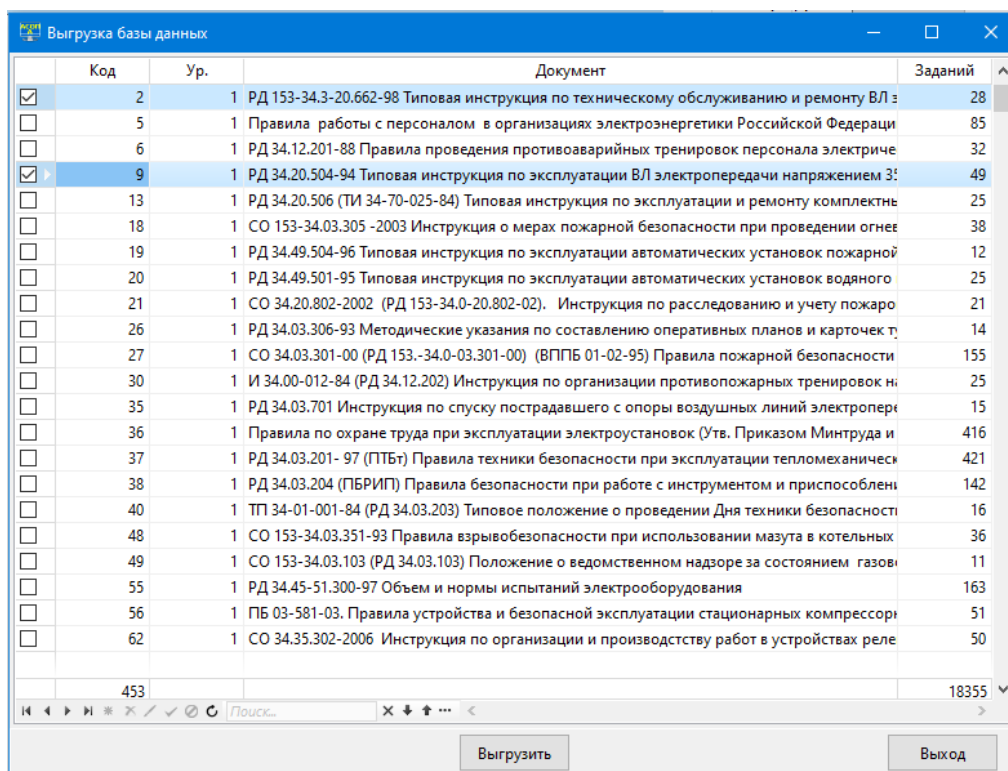 Выгрузка базы данных
Код Ур. Документ Заданий
2 1 РД 153-34.3-20.662-98 Типовая инструкция по техническому обслуживанию и ремонту ВЛ 28
5 1 Правила работы с персоналом в организациях электроэнергетики Российской Федераци 85
6 1 РД 34.12.201-88 Правила проведения противоаварийных тренировок персонала электриче 32
9 1 РД 34.20.504-94 Типовая инструкция по эксплуатации ВЛ электропередачи напряжением 35 49
13 1 РД 34.20.506 (ТИ 34-70-025-84) Типовая инструкция по эксплуатации и ремонту комплектны 25
18 1 СО 153-34.03.305 -2003 Инструкция о мерах пожарной безопасности при проведении огнев 38
19 1 РД 34.49.504-96 Типовая инструкция по эксплуатации автоматических установок пожарной 12
20 1 РД 34.49.501-95 Типовая инструкция по эксплуатации автоматических установок водяного 25
21 1 СО 34.20.802-2002 (РД 153-34.0-20.802-02). Инструкция по расследованию и учету пожаро 21
26 1 РД 34.03.306-93 Методические указания по составлению оперативных планов и карточек ту 14
27 1 СО 34.03.301-00 (РД 153.-34.0-03.301-00) (ВППБ 01-02-95) Правила пожарной безопасности 155
30 1 И 34.00-012-84 (РД 34.12.202) Инструкция по организации противопожарных тренировок на 25
35 1 РД 34.03.701 Инструкция по спуску пострадавшего с опоры воздушных линий электропере 15
36 1 Правила по охране труда при эксплуатации электроустановок (Утв. Приказом Минтруда и 416
37 1 РД 34.03.201- 97 (ПТБт) Правила техники безопасности при эксплуатации тепломеханическ 421
38 1 РД 34.03.204 (ПБРИП) Правила безопасности при работе с инструментом и приспособлени 142
40 1 ТП 34-01-001-84 (РД 34.03.203) Типовое положение о проведении Дня техники безопасности 16
48 1 СО 153-34.03.351-93 Правила взрывобезопасности при использовании мазута в котельных 36
49 1 СО 153-34.03.103 (РД 34.03.103) Положение о ведомственном надзоре за состоянием газов 11
55 1 РД 34.45-51.300-97 Объем и нормы испытаний электрооборудования 163
56 1 ПБ 03-581-03. Правила устройства и безопасной эксплуатации стационарных компрессорн 51
62 1 СО 34.35.302-2006 Инструкция по организации и производстству работ в устройствах реле 50
453 18355
Поиск...
Выгрузить Выход